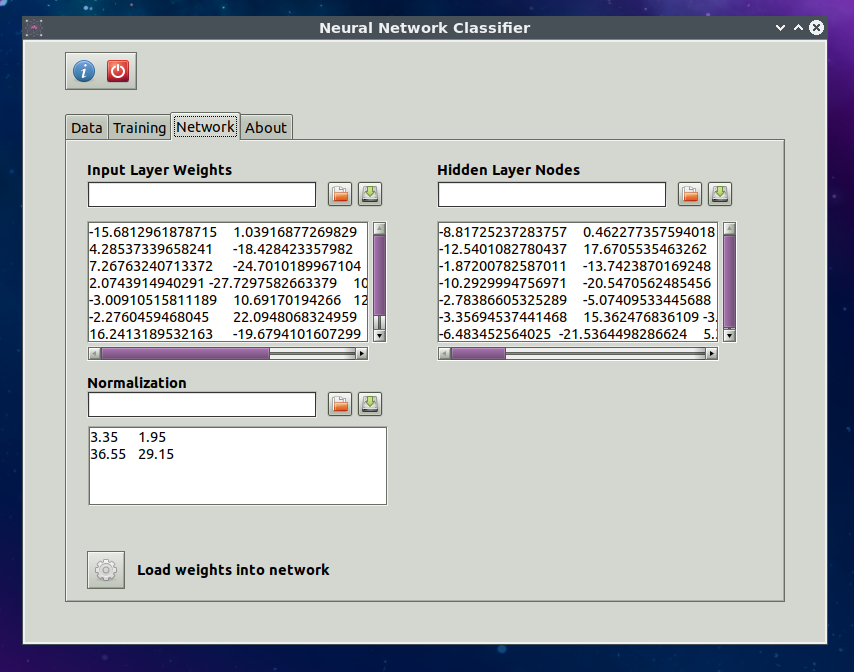 Neural Network Classifier
Data Training Network About
Input Layer Weights
-15.6812961878715 1.03916877269829
4.28537339658241 -18.428423357982
7.26763240713372 -24.7010189967104
2.0743914940291 -27.7297582663379 10
-3.00910515811189 10.69170194266 12
-2.2760459468045 22.0948068324959
16.2413189532163 -19.6794101607299
Hidden Layer Nodes
-8.81725237283757 0.462277357594018
-12.5401082780437 17.6705535463262
-1.87200782587011 -13.7423870169248
-10.2929994756971 -20.5470562485456
-2.78386605325289 -5.07409533445688
-3.35694537441468 15.362476836109 -3.
-6.483452564025 -21.5364498286624 5.
Normalization
3.35 1.95
36.55 29.15
Load weights into network